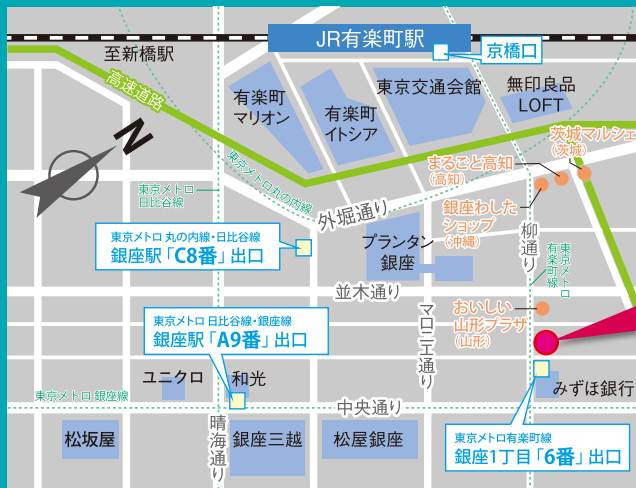 JR有楽町駅
至新橋駅
京橋口
高速道路
有楽町
マリオン
有楽町
イトシア
東京交通会館
無印良品
LOFT
N
茨城マルシェ
(茨城)
まるごと高知
(高知)
東京メトロ丸の内線
東京メトロ
日比谷線
銀座わした
ショップ
(沖縄)
外堀通り
柳通り
東京メトロ 丸の内線・日比谷線
銀座駅「C8番」出口
プランタン
銀座
東京メトロ
有楽町線
並木通り
マロニエ通り
おいしい
山形プラザ
(山形)
東京メトロ 日比谷線・銀座線
銀座駅「A9番」出口
ユニクロ
和光
みずほ銀行
東京メトロ 銀座線
中央通り
晴海通り
松坂屋
銀座三越
松屋銀座
東京メトロ有楽町線
銀座1丁目「6番」出口